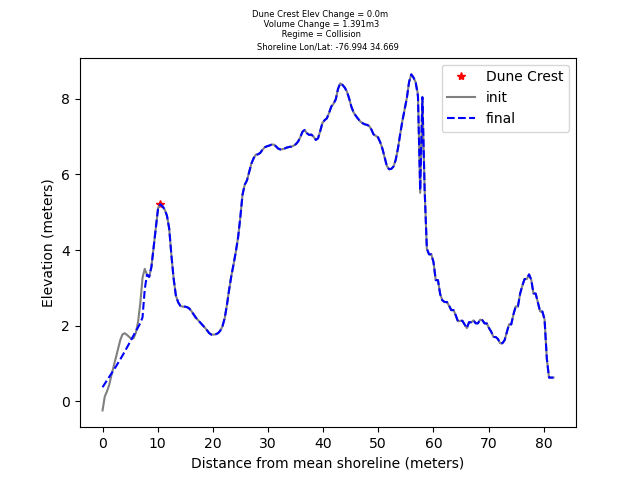 Dune Crest Elev Change = 0.0m
Volume Change = 1.391m3
Regime = Collision
Shoreline Lon/Lat: -76.994 34.669
Dune Crest
init
final
Elevation (meters)
8
6
4
2
0
0 10 20 30 40 50 60 70 80
Distance from mean shoreline (meters)